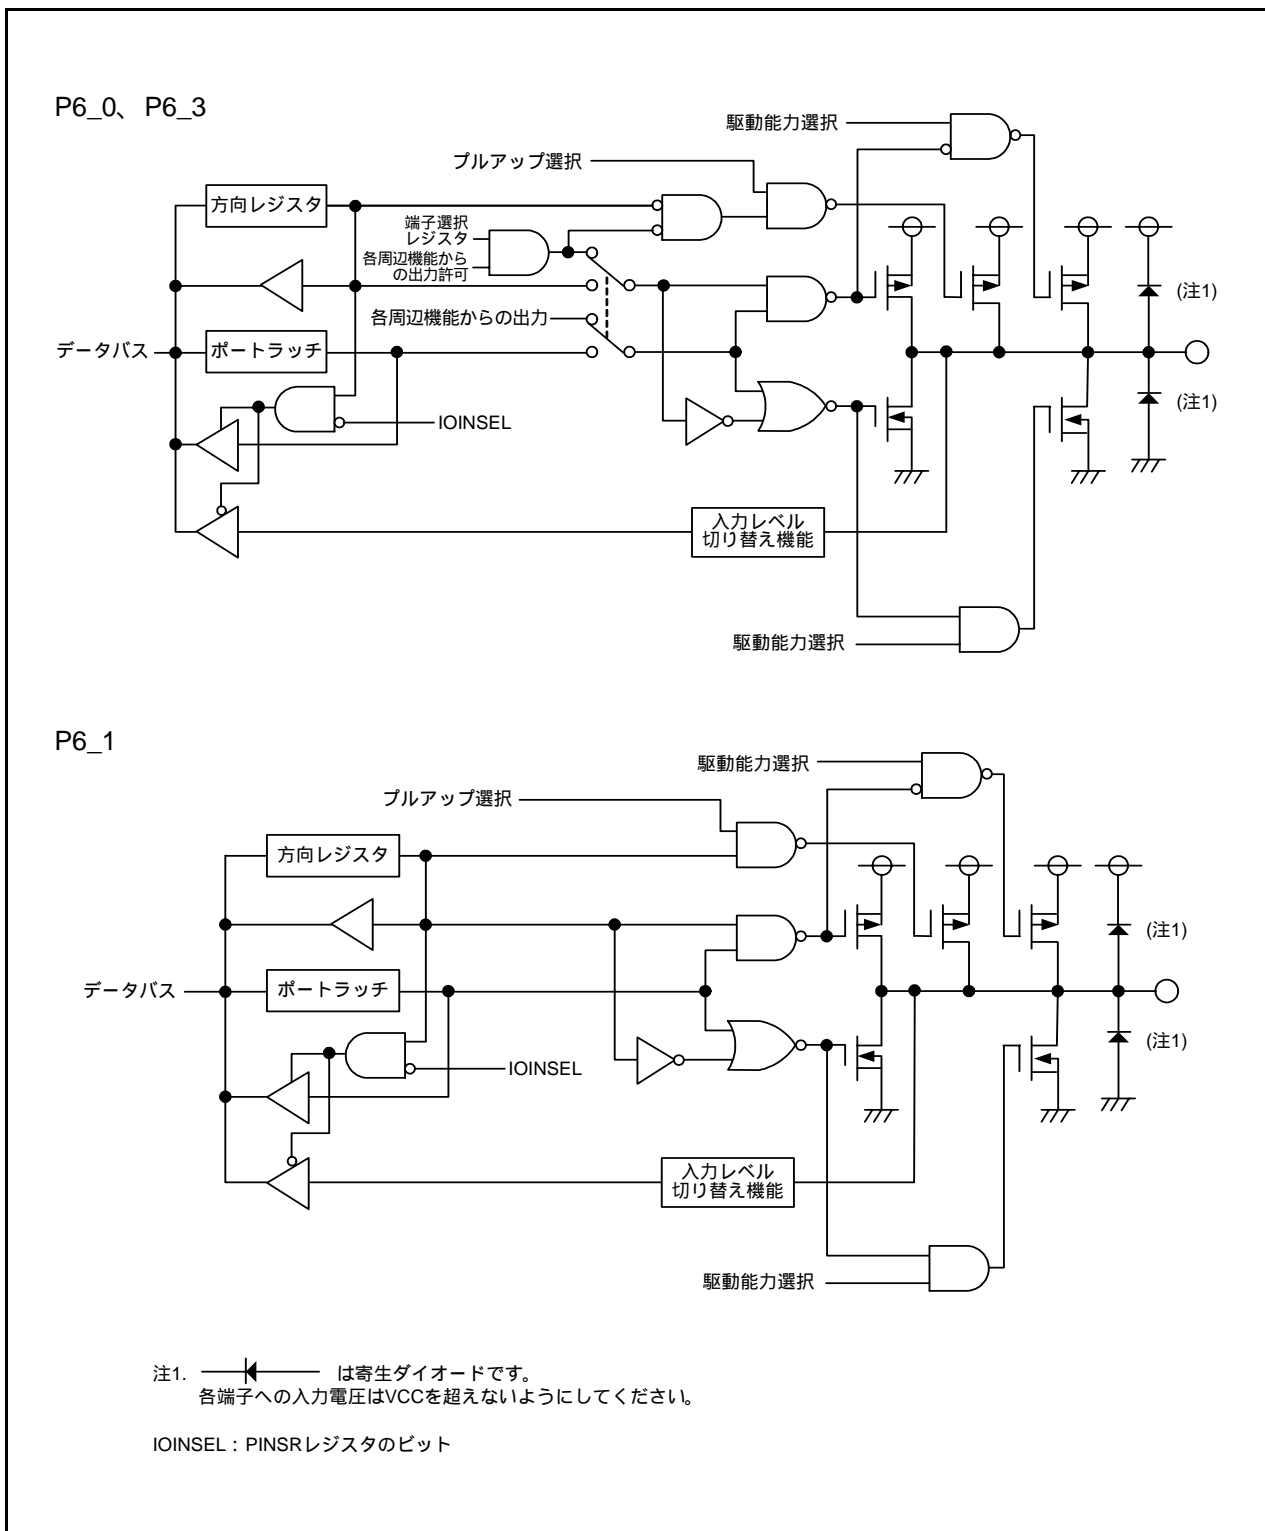 P6_0、 P6_3
駆動能力選択
プルアップ選択
方向レジスタ
端子選択
レジスタ
各周辺機能から
の出力許可
(注1)
各周辺機能からの出力
データバス
ポートラッチ
(注1)
IOINSEL
入力レベル
切り替え機能
駆動能力選択
P6_1
駆動能力選択
プルアップ選択
方向レジスタ
(注1)
データバス
ポートラッチ
(注1)
IOINSEL
入力レベル
切り替え機能
駆動能力選択
注1. は寄生ダイオードです。
各端子への入力電圧はVCCを超えないようにしてください。
IOINSEL:PINSRレジスタのビット